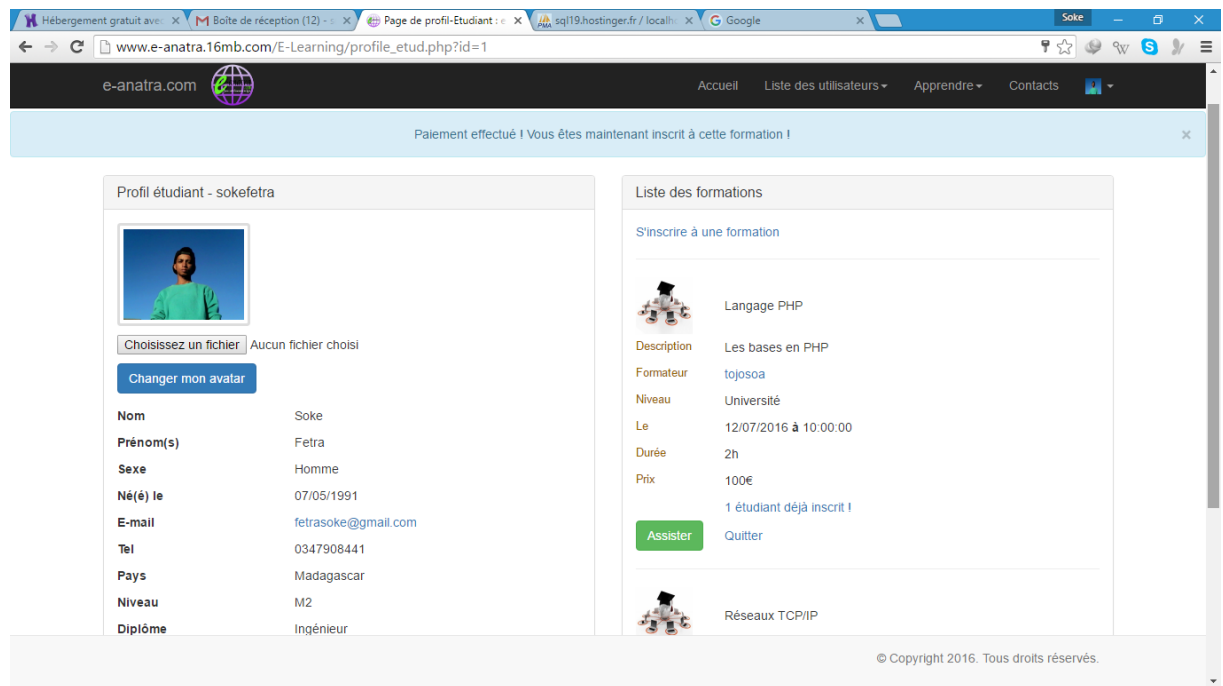 Hébergement gratuit avec
Boîte de réception (12) - s
Page de profil-Etudiant : e
sql19.hostinger.fr / localho
Google
Soke
www.e-anatra.16mb.com/E-Learning/profile_etud.php?id=1
e-anatra.com
Accueil
Liste des utilisateurs
Apprendre
Contacts
Paiement effectué ! Vous êtes maintenant inscrit à cette formation !
×
Profil étudiant - sokefetra
Choisissez un fichier Aucun fichier choisi
Changer mon avatar
Nom Soke
Prénom(s) Fetra
Sexe Homme
Né(é) le 07/05/1991
E-mail fetrasoke@gmail.com
Tel 0347908441
Pays Madagascar
Niveau M2
Diplôme Ingénieur
Liste des formations
S'inscrire à une formation
Langage PHP
Description Les bases en PHP
Formateur tojosoa
Niveau Université
Le 12/07/2016 à 10:00:00
Durée 2h
Prix 100€
1 étudiant déjà inscrit !
Assister Quitter
Réseaux TCP/IP
© Copyright 2016. Tous droits réservés.